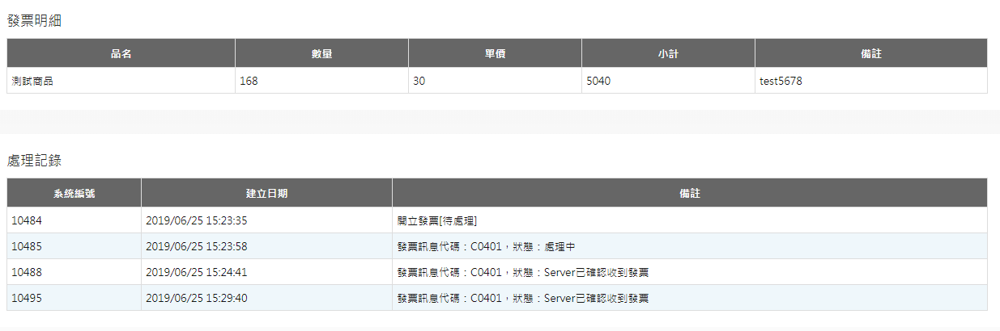 發票明細
品名 數量 單價 小計 備註
測試商品 168 30 5040 test5678
處理記錄
系統編號 建立日期 備註
10484 2019/06/25 15:23:35 開立發票[待處理]
10485 2019/06/25 15:23:58 發票訊息代碼：C0401，狀態：處理中
10488 2019/06/25 15:24:41 發票訊息代碼：C0401，狀態：Server已確認收到發票
10495 2019/06/25 15:29:40 發票訊息代碼：C0401，狀態：Server已確認收到發票